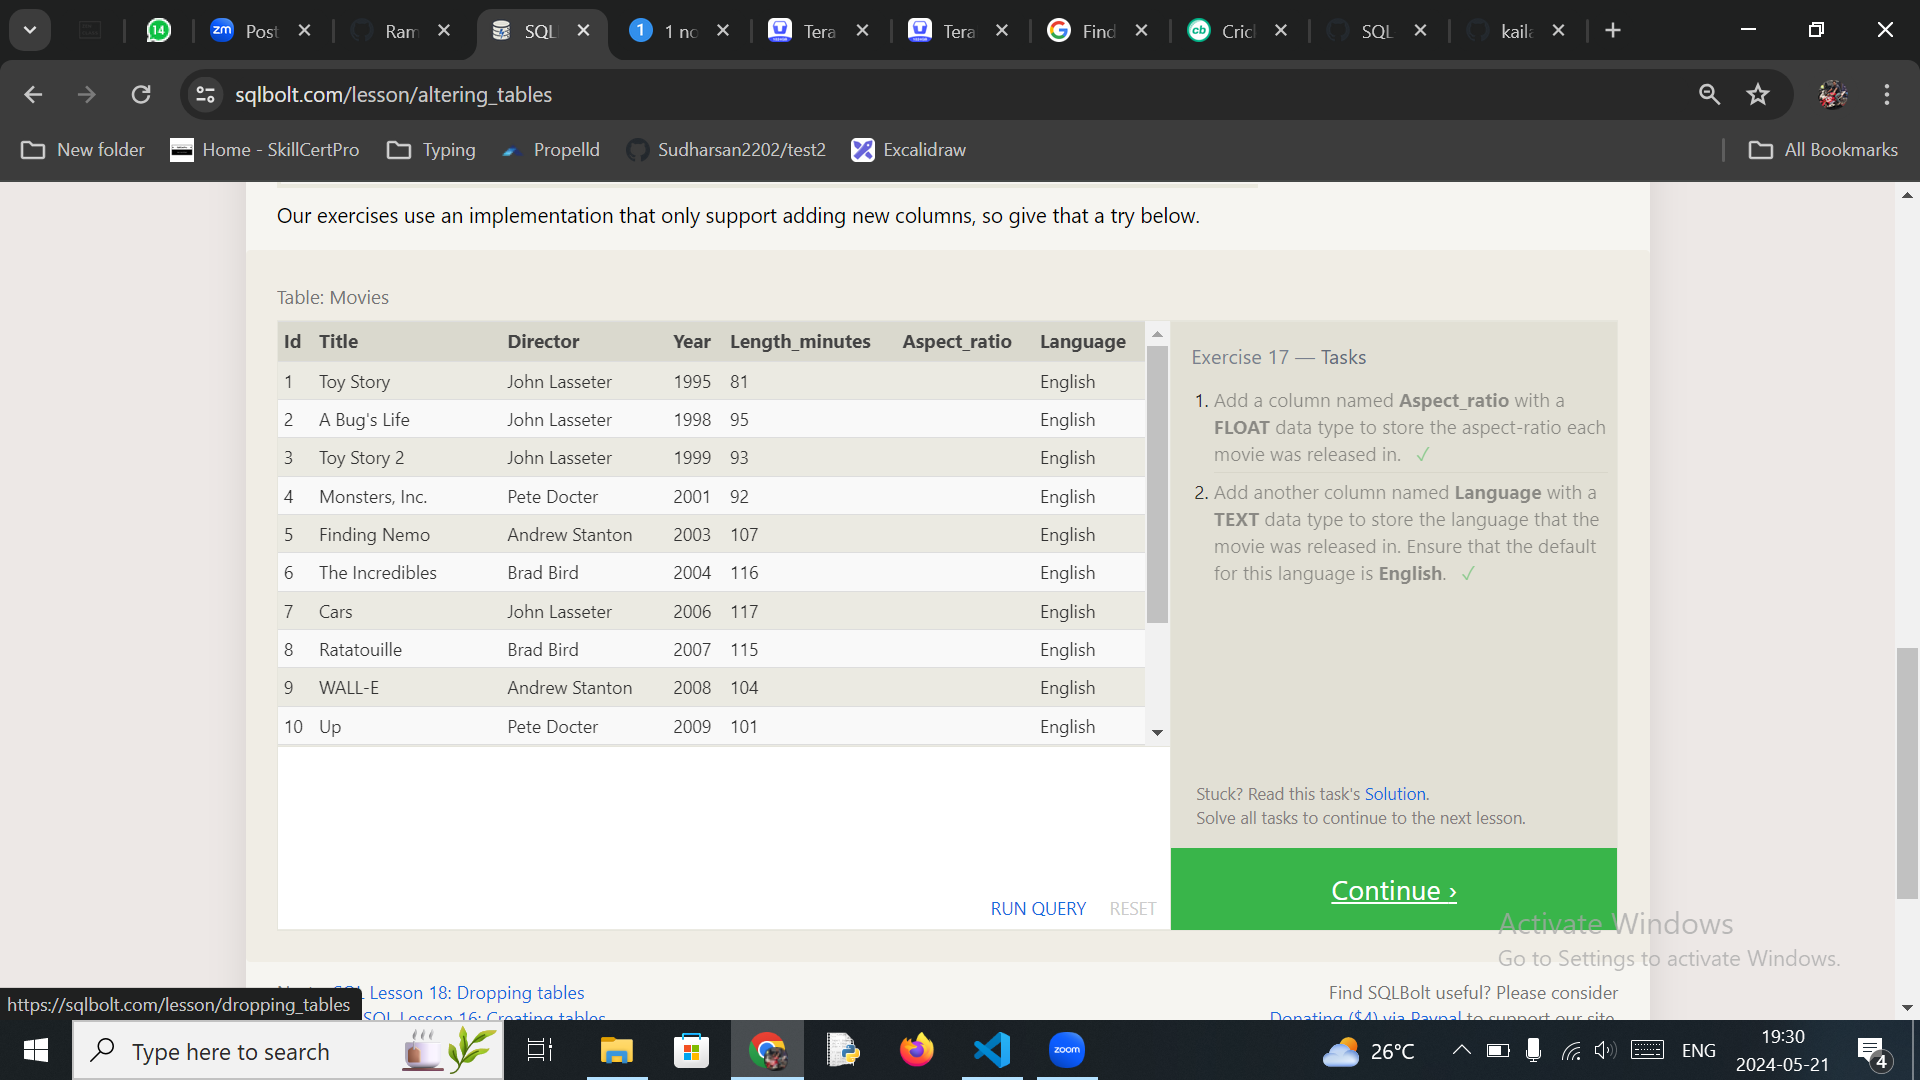 14
Post
Ram
SQL
1 no
Tera
Tera
Find
Cric
SQL
kaila
sqlbolt.com/lesson/altering_tables
New folder
Home - SkillCertPro
Typing
Propelld
Sudharsan2202/test2
Excalidraw
All Bookmarks
Our exercises use an implementation that only support adding new columns, so give that a try below.
Table: Movies
Id Title Director Year Length_minutes Aspect_ratio Language
1 Toy Story John Lasseter 1995 81 English
2 A Bug's Life John Lasseter 1998 95 English
3 Toy Story 2 John Lasseter 1999 93 English
4 Monsters, Inc. Pete Docter 2001 92 English
5 Finding Nemo Andrew Stanton 2003 107 English
6 The Incredibles Brad Bird 2004 116 English
7 Cars John Lasseter 2006 117 English
8 Ratatouille Brad Bird 2007 115 English
9 WALL-E Andrew Stanton 2008 104 English
10 Up Pete Docter 2009 101 English
RUN QUERY RESET
Exercise 17 — Tasks
1. Add a column named Aspect_ratio with a
FLOAT data type to store the aspect-ratio each
movie was released in. ✓
2. Add another column named Language with a
TEXT data type to store the language that the
movie was released in. Ensure that the default
for this language is English. ✓
Stuck? Read this task's Solution.
Solve all tasks to continue to the next lesson.
Continue ›
Activate Windows
Go to Settings to activate Windows.
SQL Lesson 18: Dropping tables
SQL Lesson 16: Creating tables
Find SQLBolt useful? Please consider
Donating ($4) via Paypal to support our site.
https://sqlbolt.com/lesson/dropping_tables
Type here to search
zoom
26°C
ENG
19:30
2024-05-21
4